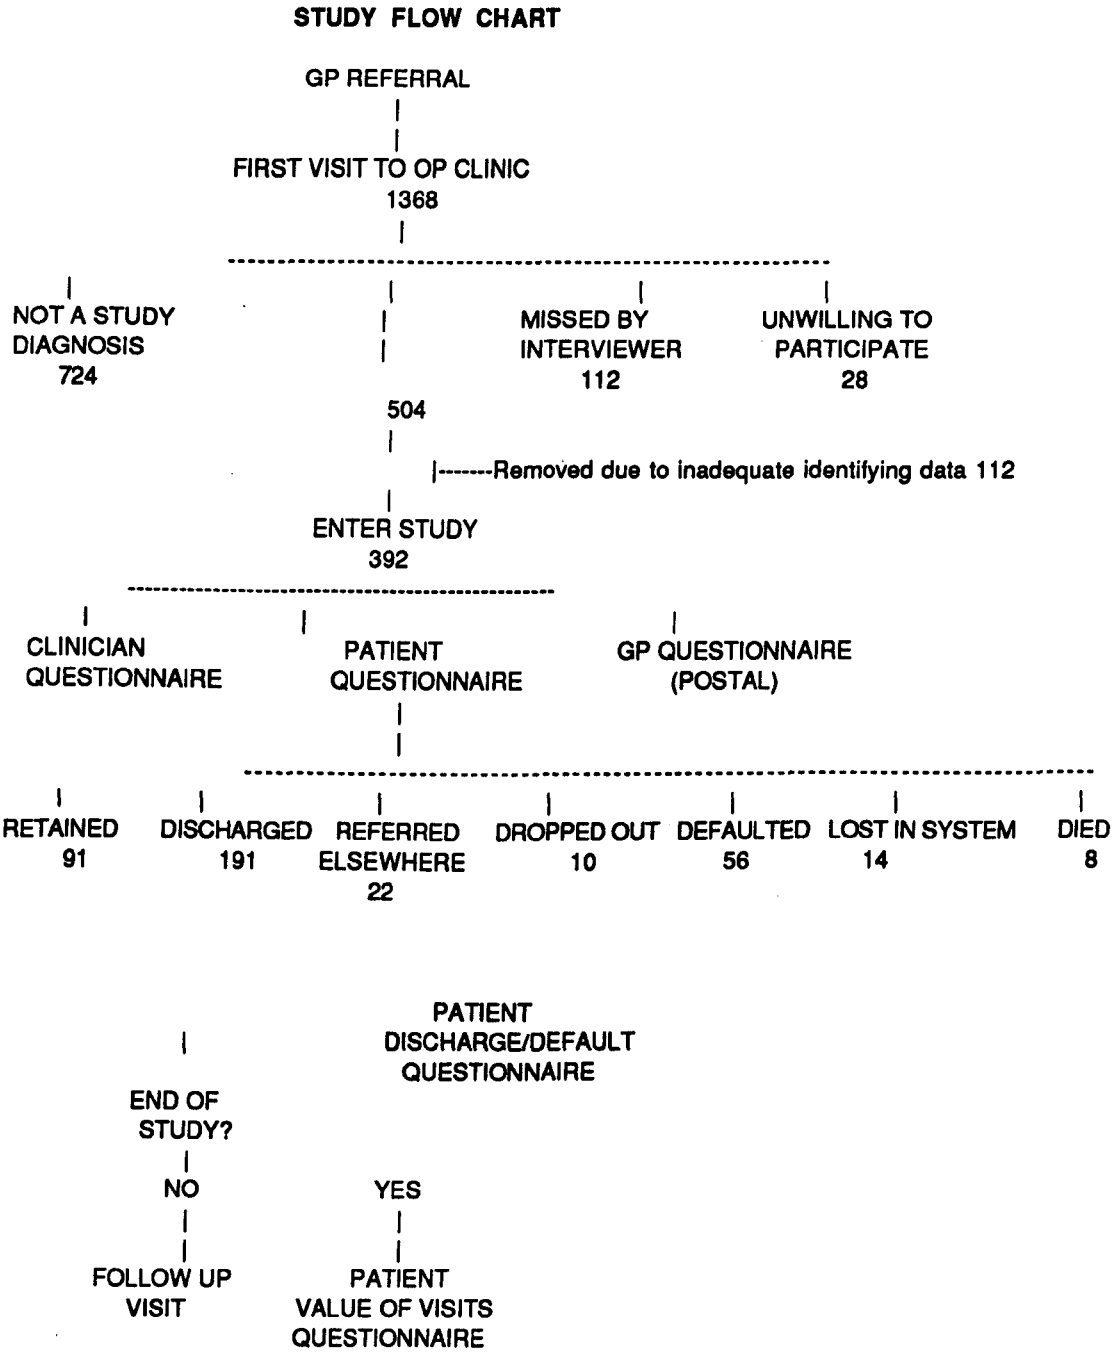 STUDY FLOW CHART
GP REFERRAL
FIRST VISIT TO OP CLINIC
1368
NOT A STUDY
DIAGNOSIS
724
MISSED BY
INTERVIEWER
112
UNWILLING TO
PARTICIPATE
28
504
Removed due to inadequate identifying data 112
ENTER STUDY
392
CLINICIAN
QUESTIONNAIRE
PATIENT
QUESTIONNAIRE
GP QUESTIONNAIRE
(POSTAL)
RETAINED
91
DISCHARGED
191
REFERRED
ELSEWHERE
22
DROPPED OUT
10
DEFAULTED
56
LOST IN SYSTEM
14
DIED
8
PATIENT
DISCHARGE/DEFAULT
QUESTIONNAIRE
END OF
STUDY?
NO
YES
FOLLOW UP
VISIT
PATIENT
VALUE OF VISITS
QUESTIONNAIRE